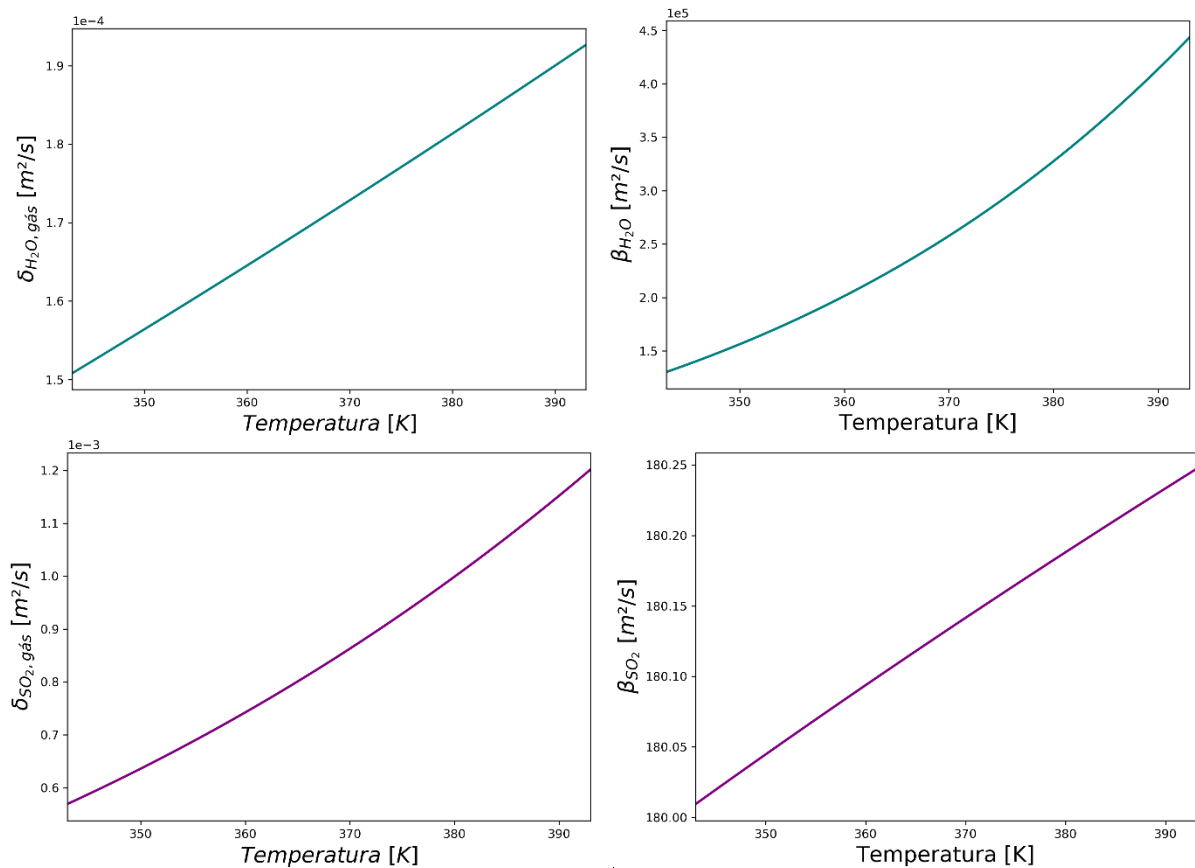 1e−4
δH₂O, gás [m²/s]
1.9
1.8
1.7
1.6
1.5
350 360 370 380 390
Temperatura [K]
1e5
βH₂O [m²/s]
4.5
4.0
3.5
3.0
2.5
2.0
1.5
350 360 370 380 390
Temperatura [K]
1e−3
δSO₂, gás [m²/s]
1.2
1.1
1.0
0.9
0.8
0.7
0.6
350 360 370 380 390
Temperatura [K]
βSO₂ [m²/s]
180.25
180.20
180.15
180.10
180.05
180.00
350 360 370 380 390
Temperatura [K]